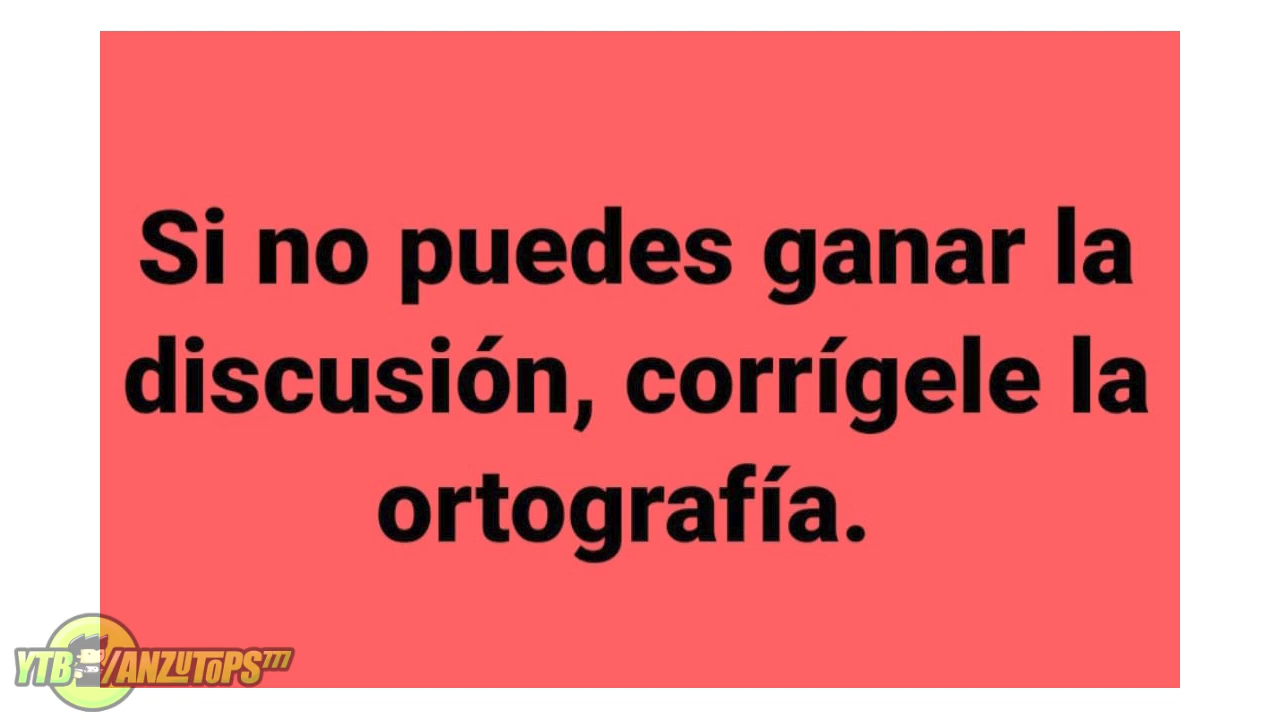 Si no puedes ganar la
discusión, corrígele la
ortografía.
YTB/ANZUTOPS777